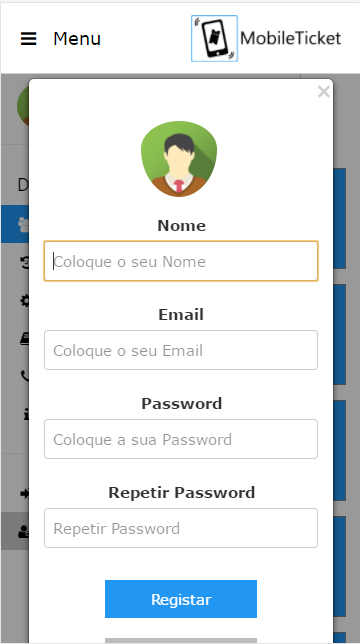 Menu
MobileTicket
×
D
Nome
Coloque o seu Nome
Email
Coloque o seu Email
Password
Coloque a sua Password
Repetir Password
Repetir Password
Registar